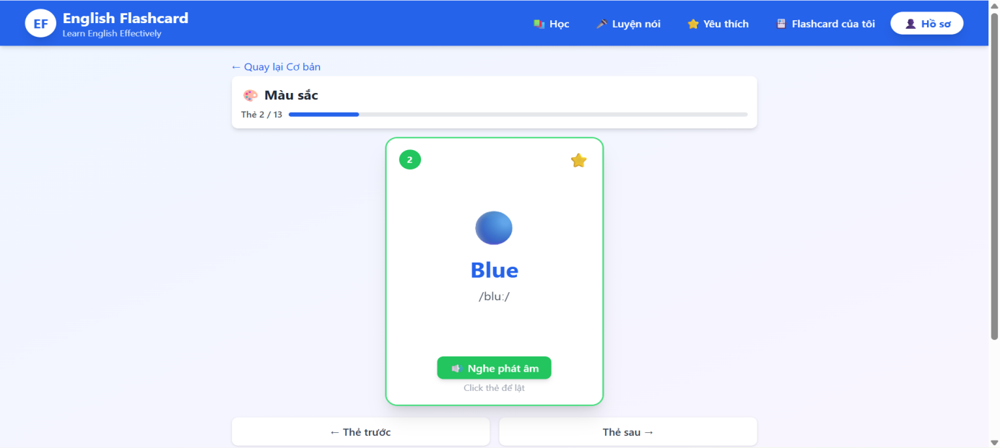 EF
English Flashcard
Learn English Effectively
Học
Luyện nói
Yêu thích
Flashcard của tôi
Hồ sơ
← Quay lại Cơ bản
Màu sắc
Thẻ 2 / 13
2
Blue
/bluː/
Nghe phát âm
Click thẻ để lật
← Thẻ trước
Thẻ sau →